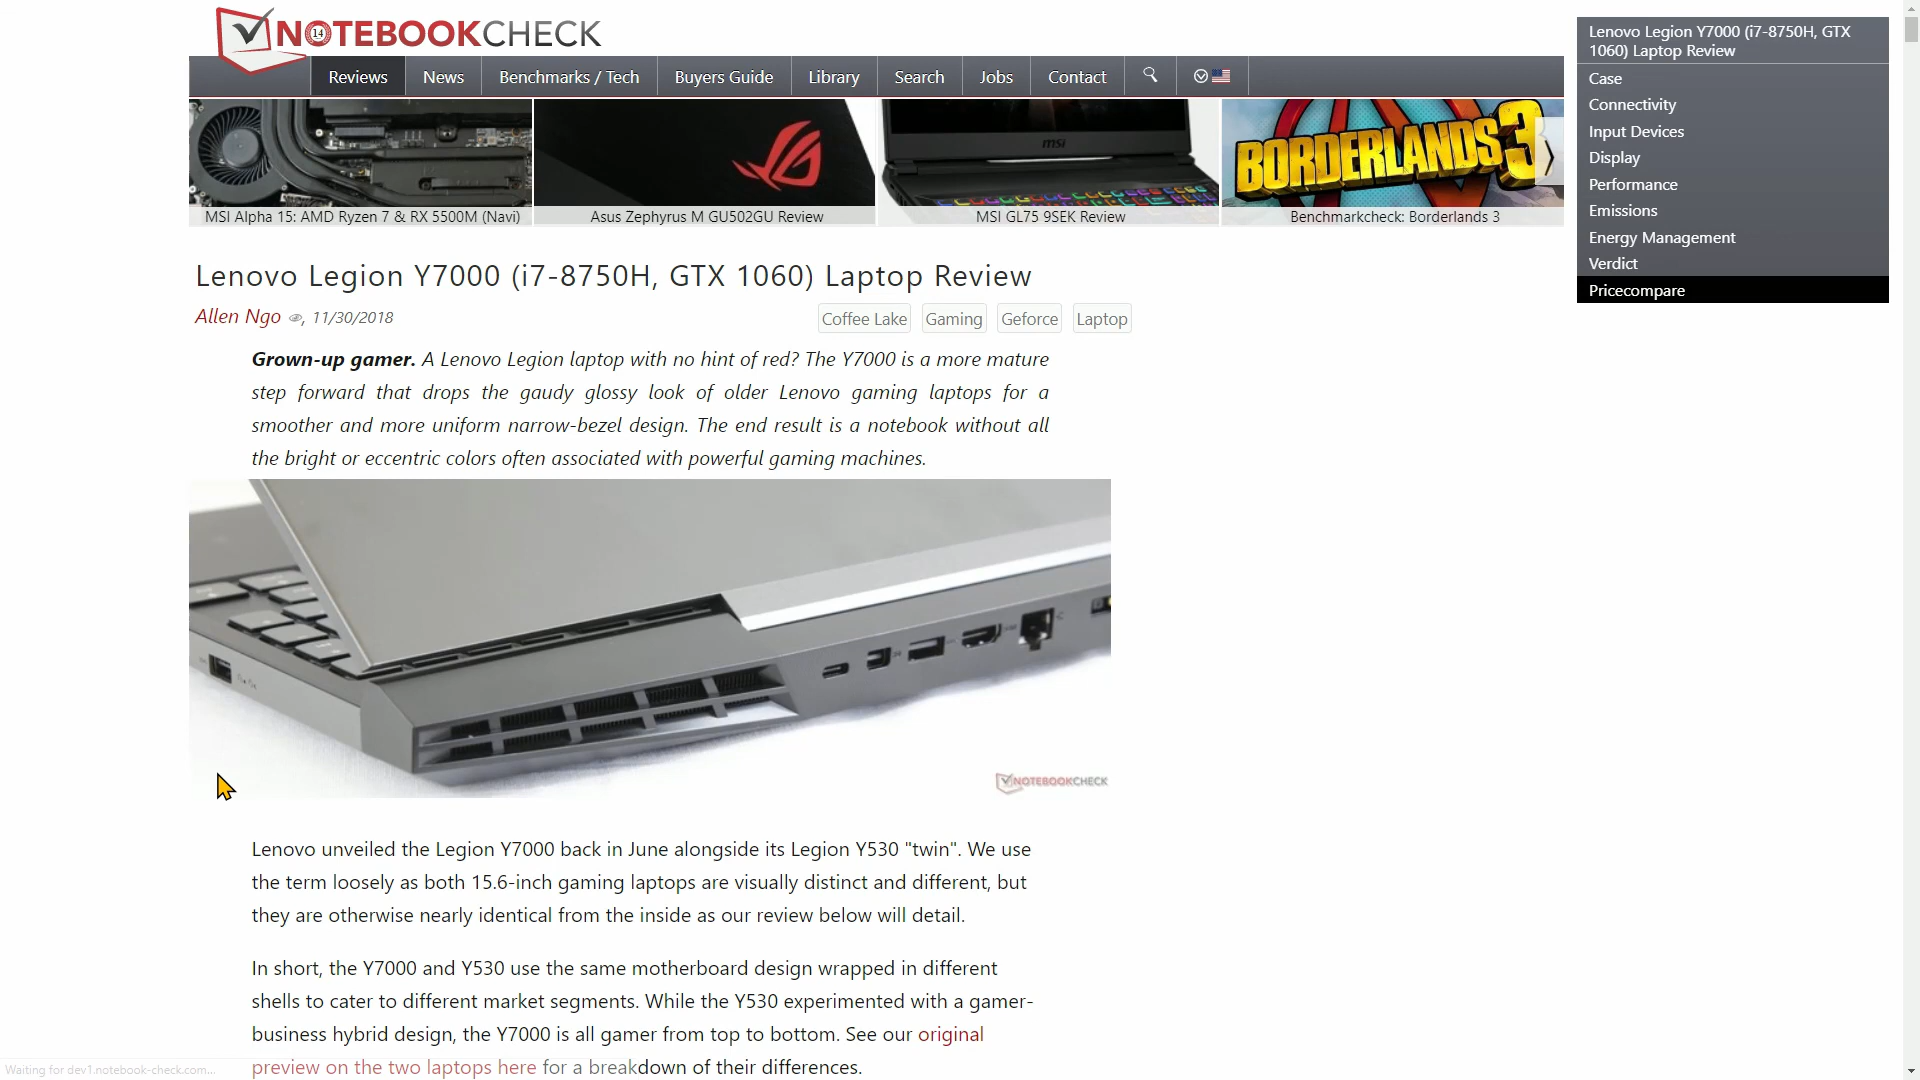 NOTEBOOKCHECK
14
Reviews
News
Benchmarks / Tech
Buyers Guide
Library
Search
Jobs
Contact
msi
BORDERLANDS 3
MSI Alpha 15: AMD Ryzen 7 & RX 5500M (Navi)
Asus Zephyrus M GU502GU Review
MSI GL75 9SEK Review
Benchmarkcheck: Borderlands 3
Lenovo Legion Y7000 (i7-8750H, GTX
1060) Laptop Review
Case
Connectivity
Input Devices
Display
Performance
Emissions
Energy Management
Verdict
Pricecompare
Lenovo Legion Y7000 (i7-8750H, GTX 1060) Laptop Review
Allen Ngo , 11/30/2018
Coffee Lake
Gaming
Geforce
Laptop
Grown-up gamer. A Lenovo Legion laptop with no hint of red? The Y7000 is a more mature
step forward that drops the gaudy glossy look of older Lenovo gaming laptops for a
smoother and more uniform narrow-bezel design. The end result is a notebook without all
the bright or eccentric colors often associated with powerful gaming machines.
NOTEBOOKCHECK
Lenovo unveiled the Legion Y7000 back in June alongside its Legion Y530 "twin". We use
the term loosely as both 15.6-inch gaming laptops are visually distinct and different, but
they are otherwise nearly identical from the inside as our review below will detail.
In short, the Y7000 and Y530 use the same motherboard design wrapped in different
shells to cater to different market segments. While the Y530 experimented with a gamer-
business hybrid design, the Y7000 is all gamer from top to bottom. See our original
preview on the two laptops here for a breakdown of their differences.
Waiting for dev1.notebook-check.com...